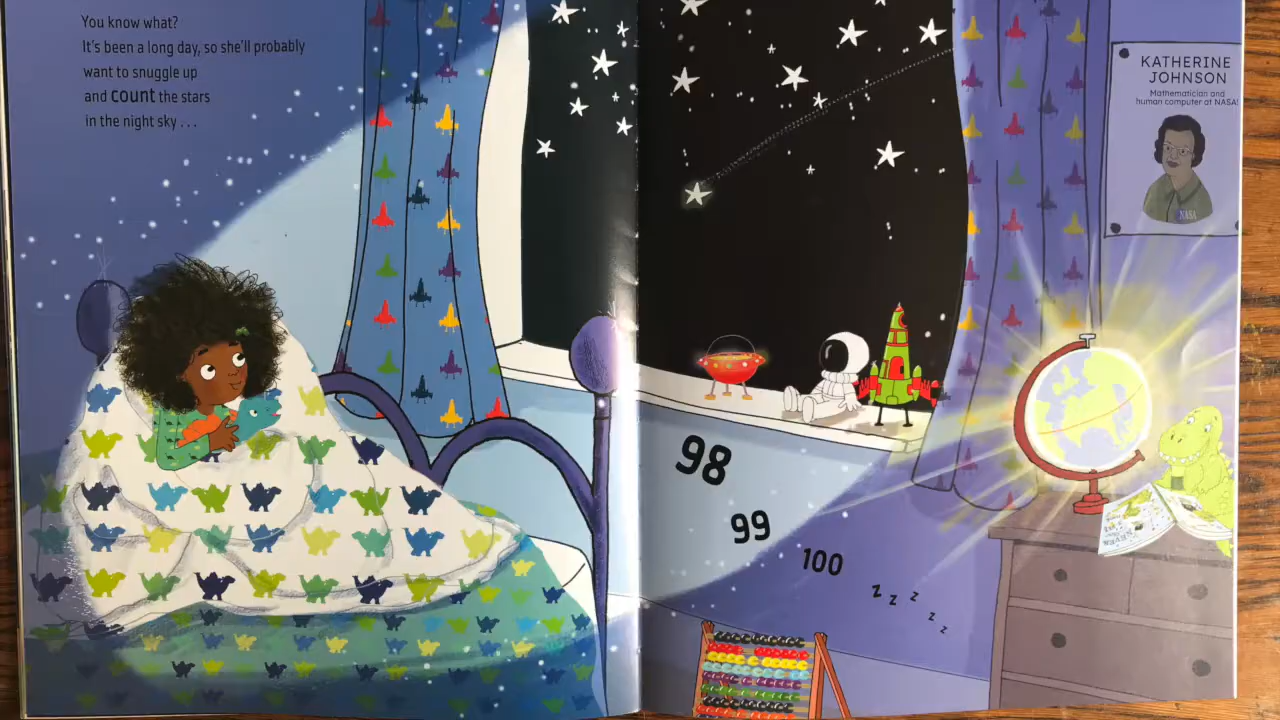 You know what?
It's been a long day, so she'll probably
want to snuggle up
and count the stars
in the night sky . . .
KATHERINE
JOHNSON
Mathematician and
human computer at NASA!
NASA
98
99
100
z z z z z